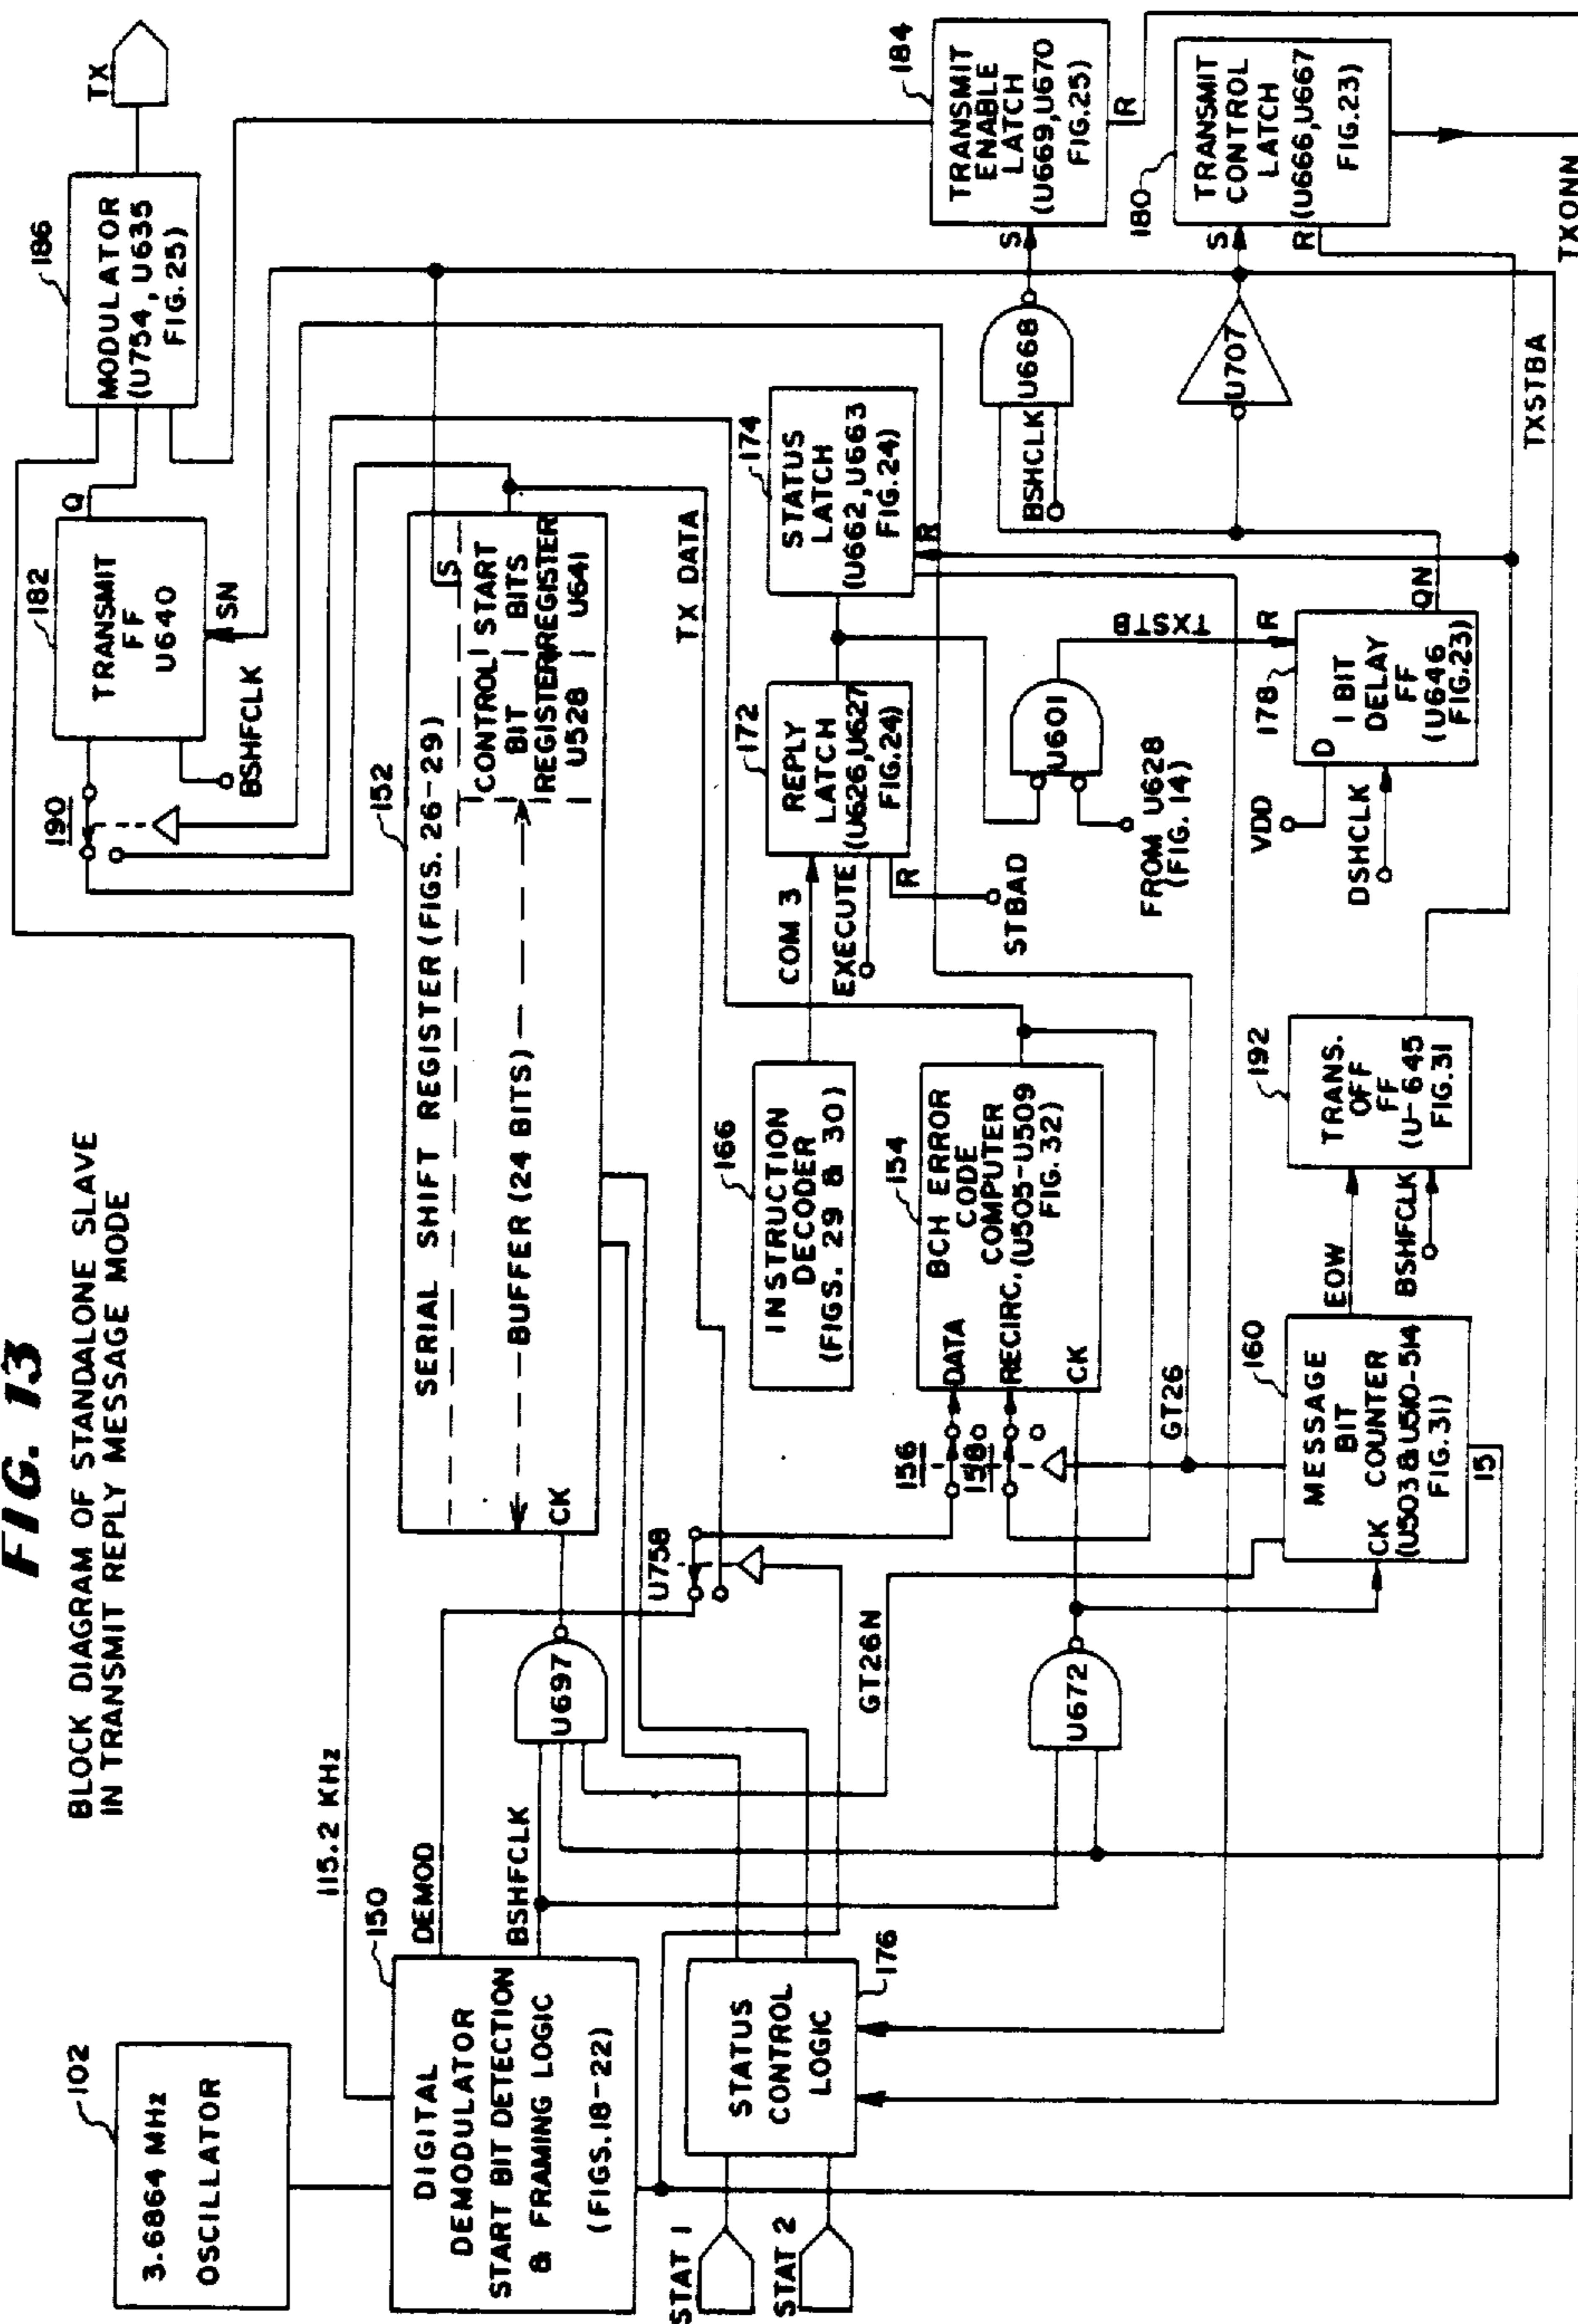 FIG. 13
BLOCK DIAGRAM OF STANDALONE SLAVE
IN TRANSMIT REPLY MESSAGE MODE
102
3.6864 MHz
OSCILLATOR
115.2 KHz
150
DIGITAL
DEMODULATOR
START BIT DETECTION
& FRAMING LOGIC
(FIGS. 18-22)
DEMOD
BSHFCLK
STAT 1
STAT 2
STATUS
CONTROL
LOGIC
176
U697
U758
GT26N
U672
152
SERIAL SHIFT REGISTER (FIGS. 26-29)
BUFFER (24 BITS)
CK
CONTROL
BIT
REGISTER
U528
START
BITS
REGISTER
U641
S
TX DATA
190
182
TRANSMIT
FF
U640
Q
SN
BSHFCLK
186
MODULATOR
(U754, U635
FIG. 25)
TX
166
INSTRUCTION
DECODER
(FIGS. 29 & 30)
COM 3
EXECUTE
R
STBAD
172
REPLY
LATCH
(U626, U627
FIG. 24)
174
STATUS
LATCH
(U662, U663
FIG. 24)
R
154
BCH ERROR
CODE
COMPUTER
(U505-U509
FIG. 32)
DATA
RECIRC.
CK
156
158
GT26
160
MESSAGE
BIT
CK COUNTER
(U503 & U510-514
FIG. 31)
15
EOW
BSHFCLK
192
TRANS.
OFF
FF
(U-645
FIG. 31
U601
FROM U628
(FIG. 14)
TXSTB
VDD
DSHCLK
178
D
R
1 BIT
DELAY
FF
(U646
FIG. 23)
QN
U668
BSHCLK
U707
S
184
TRANSMIT
ENABLE
LATCH
(U669, U670
FIG. 25)
R
180
S
R
TRANSMIT
CONTROL
LATCH
(U666, U667
FIG. 23)
TXSTBA
TXONN